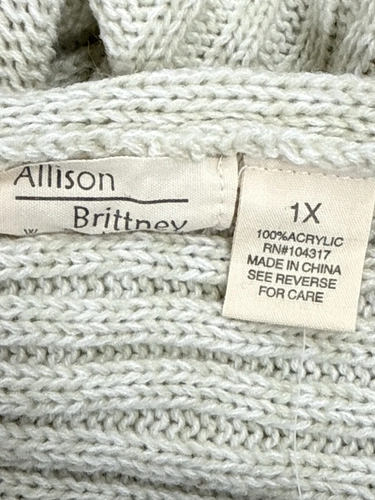 Allison
Brittney
W
1X
100%ACRYLIC
RN#104317
MADE IN CHINA
SEE REVERSE
FOR CARE